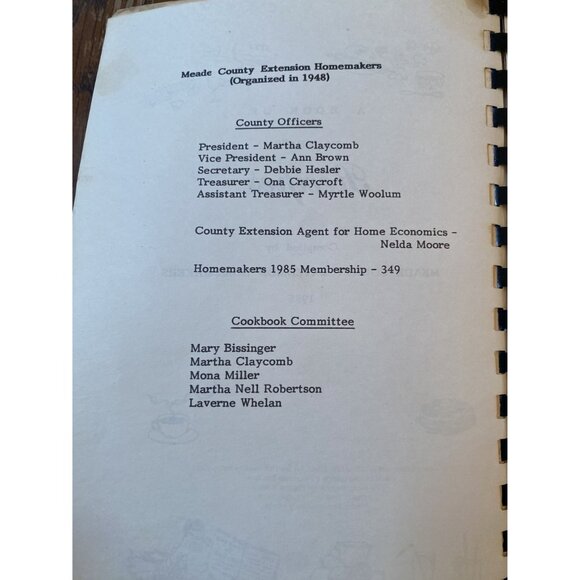 Meade County Extension Homemakers
(Organized in 1948)
County Officers
President - Martha Claycomb
Vice President - Ann Brown
Secretary - Debbie Hesler
Treasurer - Ona Craycroft
Assistant Treasurer - Myrtle Woolum
County Extension Agent for Home Economics -
Nelda Moore
Homemakers 1985 Membership - 349
Cookbook Committee
Mary Bissinger
Martha Claycomb
Mona Miller
Martha Nell Robertson
Laverne Whelan